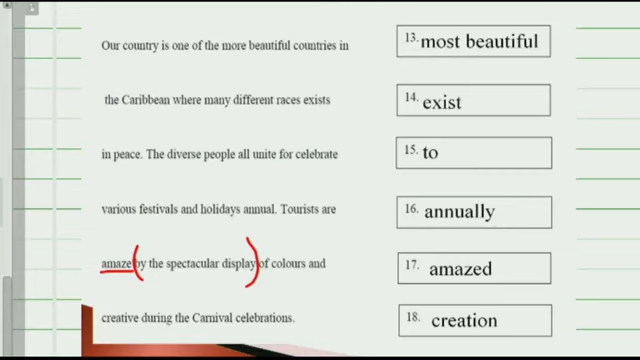 Our country is one of the more beautiful countries in
13. most beautiful
the Caribbean where many different races exists
14. exist
in peace. The diverse people all unite for celebrate
15. to
various festivals and holidays annual. Tourists are
16. annually
amaze by the spectacular display of colours and
17. amazed
creative during the Carnival celebrations.
18. creation